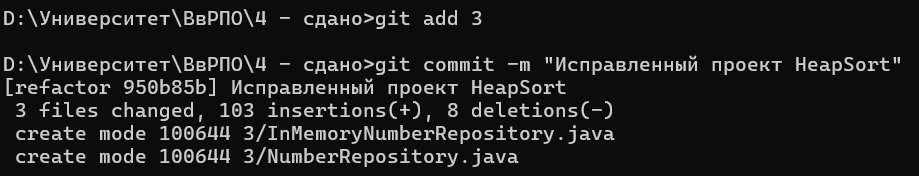 D:\Университет\ВвРПО\4 - сдано>git add 3
D:\Университет\ВвРПО\4 - сдано>git commit -m "Исправленный проект HeapSort"
[refactor 950b85b] Исправленный проект HeapSort
3 files changed, 103 insertions(+), 8 deletions(-)
create mode 100644 3/InMemoryNumberRepository.java
create mode 100644 3/NumberRepository.java